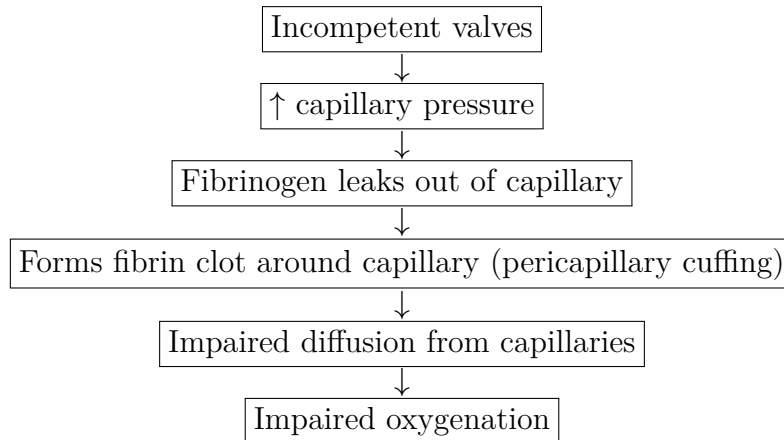 Incompetent valves
↑ capillary pressure
Fibrinogen leaks out of capillary
Forms fibrin clot around capillary (pericapillary cuffing)
Impaired diffusion from capillaries
Impaired oxygenation